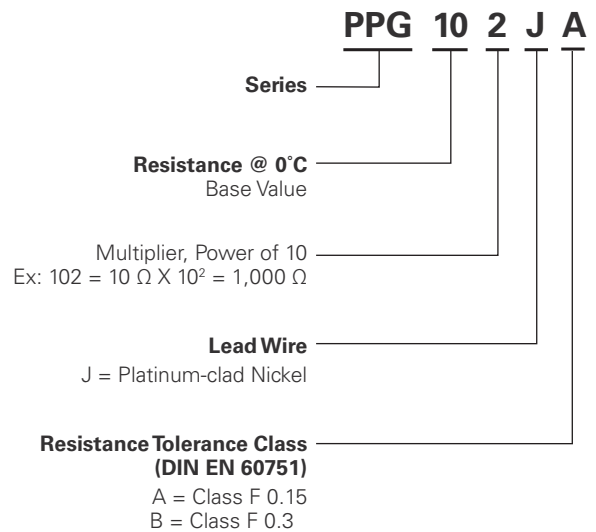 PPG 10 2 J A
Series
Resistance @ 0˚C
Base Value
Multiplier, Power of 10
Ex: 102 = 10 Ω X 10² = 1,000 Ω
Lead Wire
J = Platinum-clad Nickel
Resistance Tolerance Class
(DIN EN 60751)
A = Class F 0.15
B = Class F 0.3